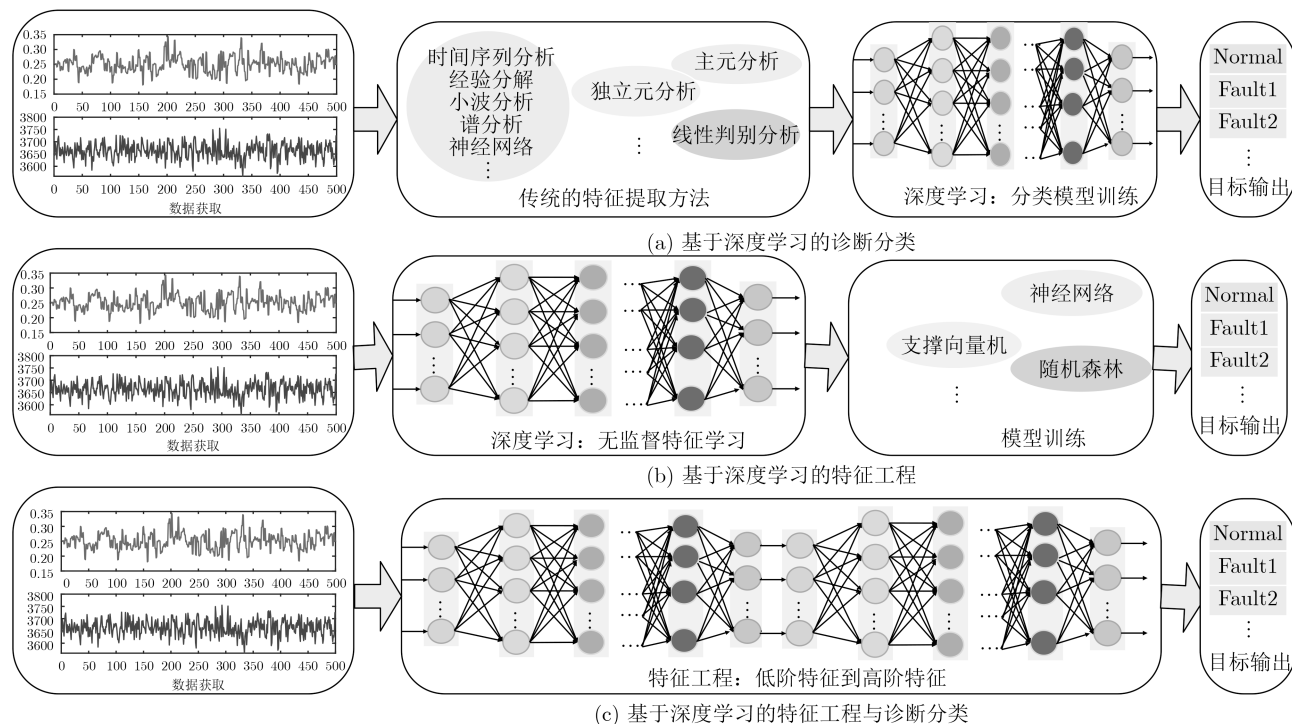 0.35
0.30
0.25
0.20
0.15
0 50 100 150 200 250 300 350 400 450 500
3800
3750
3700
3650
3600
0 50 100 150 200 250 300 350 400 450 500
数据获取
时间序列分析
经验分解
小波分析
谱分析
神经网络
⋮
独立元分析
⋮
主元分析
线性判别分析
传统的特征提取方法
深度学习：分类模型训练
Normal
Fault1
Fault2
⋮
目标输出
(a) 基于深度学习的诊断分类
0.35
0.30
0.25
0.20
0.15
0 50 100 150 200 250 300 350 400 450 500
3800
3750
3700
3650
3600
0 50 100 150 200 250 300 350 400 450 500
数据获取
深度学习：无监督特征学习
神经网络
支撑向量机
随机森林
⋮
模型训练
Normal
Fault1
Fault2
⋮
目标输出
(b) 基于深度学习的特征工程
0.35
0.30
0.25
0.20
0.15
0 50 100 150 200 250 300 350 400 450 500
3800
3750
3700
3650
3600
0 50 100 150 200 250 300 350 400 450 500
数据获取
特征工程：低阶特征到高阶特征
Normal
Fault1
Fault2
⋮
目标输出
(c) 基于深度学习的特征工程与诊断分类